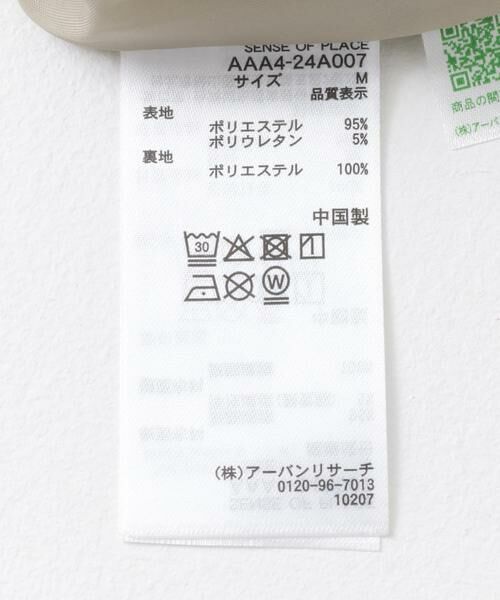 SENSE OF PLACE
AAA4-24A007
サイズ M
品質表示
表地
ポリエステル 95%
ポリウレタン 5%
裏地
ポリエステル 100%
中国製
30
W
(株)アーバンリサーチ
0120-96-7013
10207
商品の
(株)アーバ